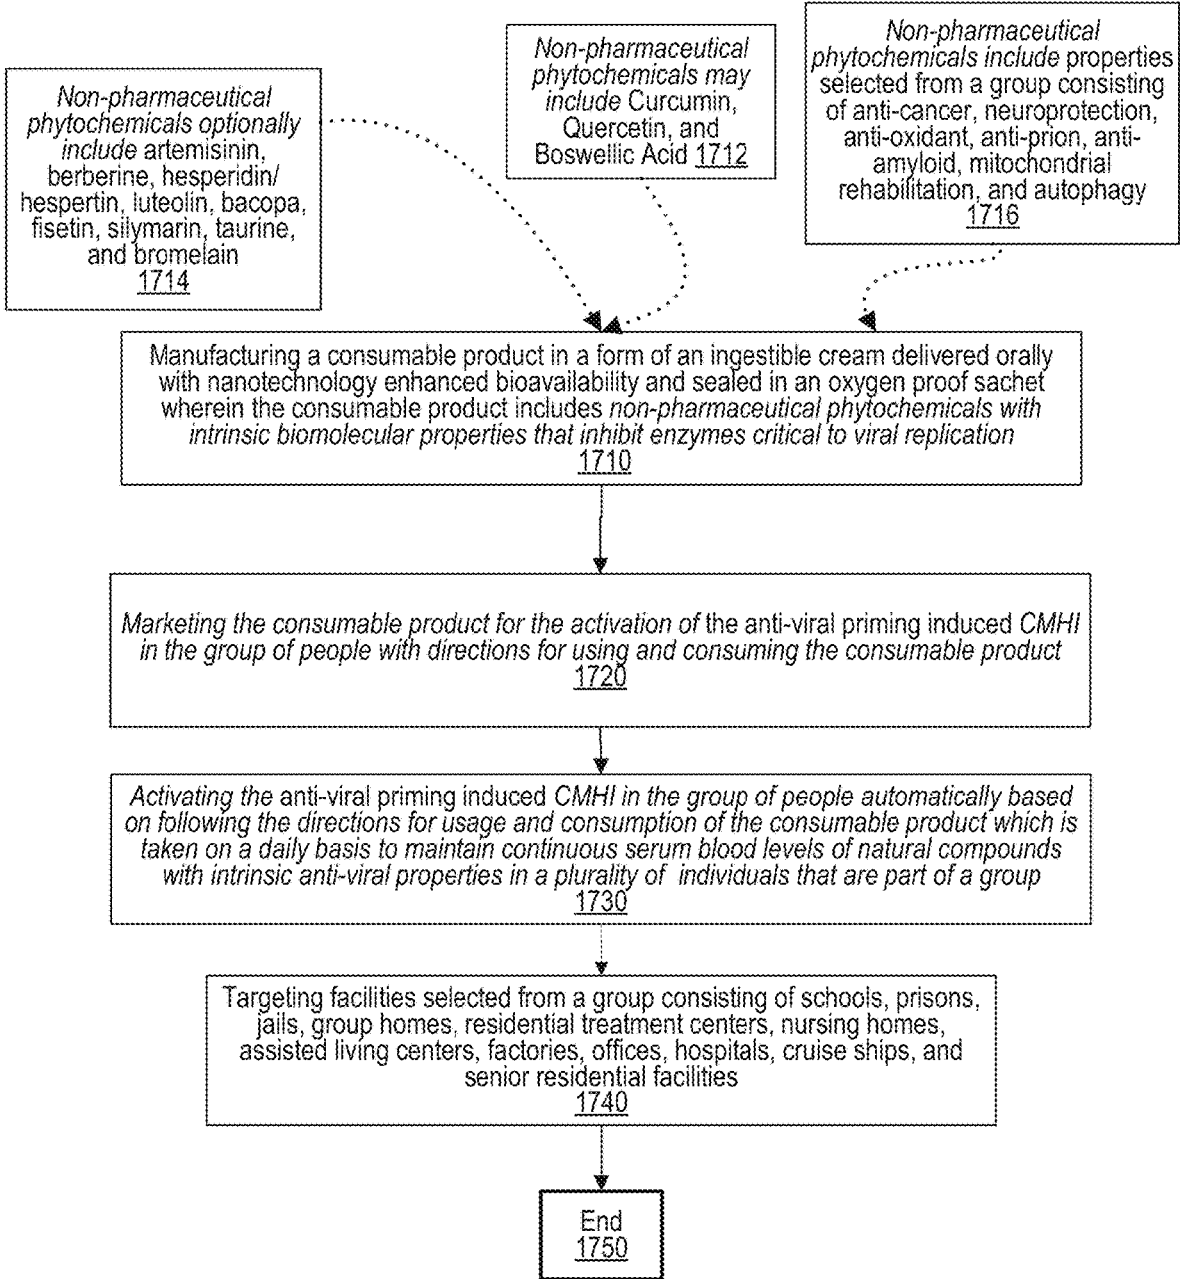 Non-pharmaceutical
phytochemicals optionally
include artemisinin,
berberine, hesperidin/
hespertin, luteolin, bacopa,
fisetin, silymarin, taurine,
and bromelain
1714
Non-pharmaceutical
phytochemicals may
include Curcumin,
Quercetin, and
Boswellic Acid 1712
Non-pharmaceutical
phytochemicals include properties
selected from a group consisting
of anti-cancer, neuroprotection,
anti-oxidant, anti-prion, anti-
amyloid, mitochondrial
rehabilitation, and autophagy
1716
Manufacturing a consumable product in a form of an ingestible cream delivered orally
with nanotechnology enhanced bioavailability and sealed in an oxygen proof sachet
wherein the consumable product includes non-pharmaceutical phytochemicals with
intrinsic biomolecular properties that inhibit enzymes critical to viral replication
1710
Marketing the consumable product for the activation of the anti-viral priming induced CMHI
in the group of people with directions for using and consuming the consumable product
1720
Activating the anti-viral priming induced CMHI in the group of people automatically based
on following the directions for usage and consumption of the consumable product which is
taken on a daily basis to maintain continuous serum blood levels of natural compounds
with intrinsic anti-viral properties in a plurality of individuals that are part of a group
1730
Targeting facilities selected from a group consisting of schools, prisons,
jails, group homes, residential treatment centers, nursing homes,
assisted living centers, factories, offices, hospitals, cruise ships, and
senior residential facilities
1740
End
1750